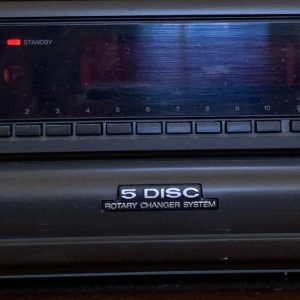 STANDBY
2 3 4 5 6 7 8 9 10
5 DISC
ROTARY CHANGER SYSTEM